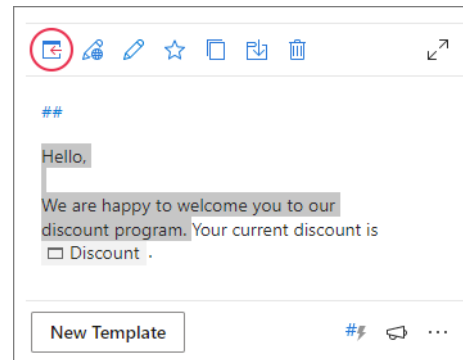 ##
Hello,
We are happy to welcome you to our
discount program. Your current discount is
Discount .
New Template
#